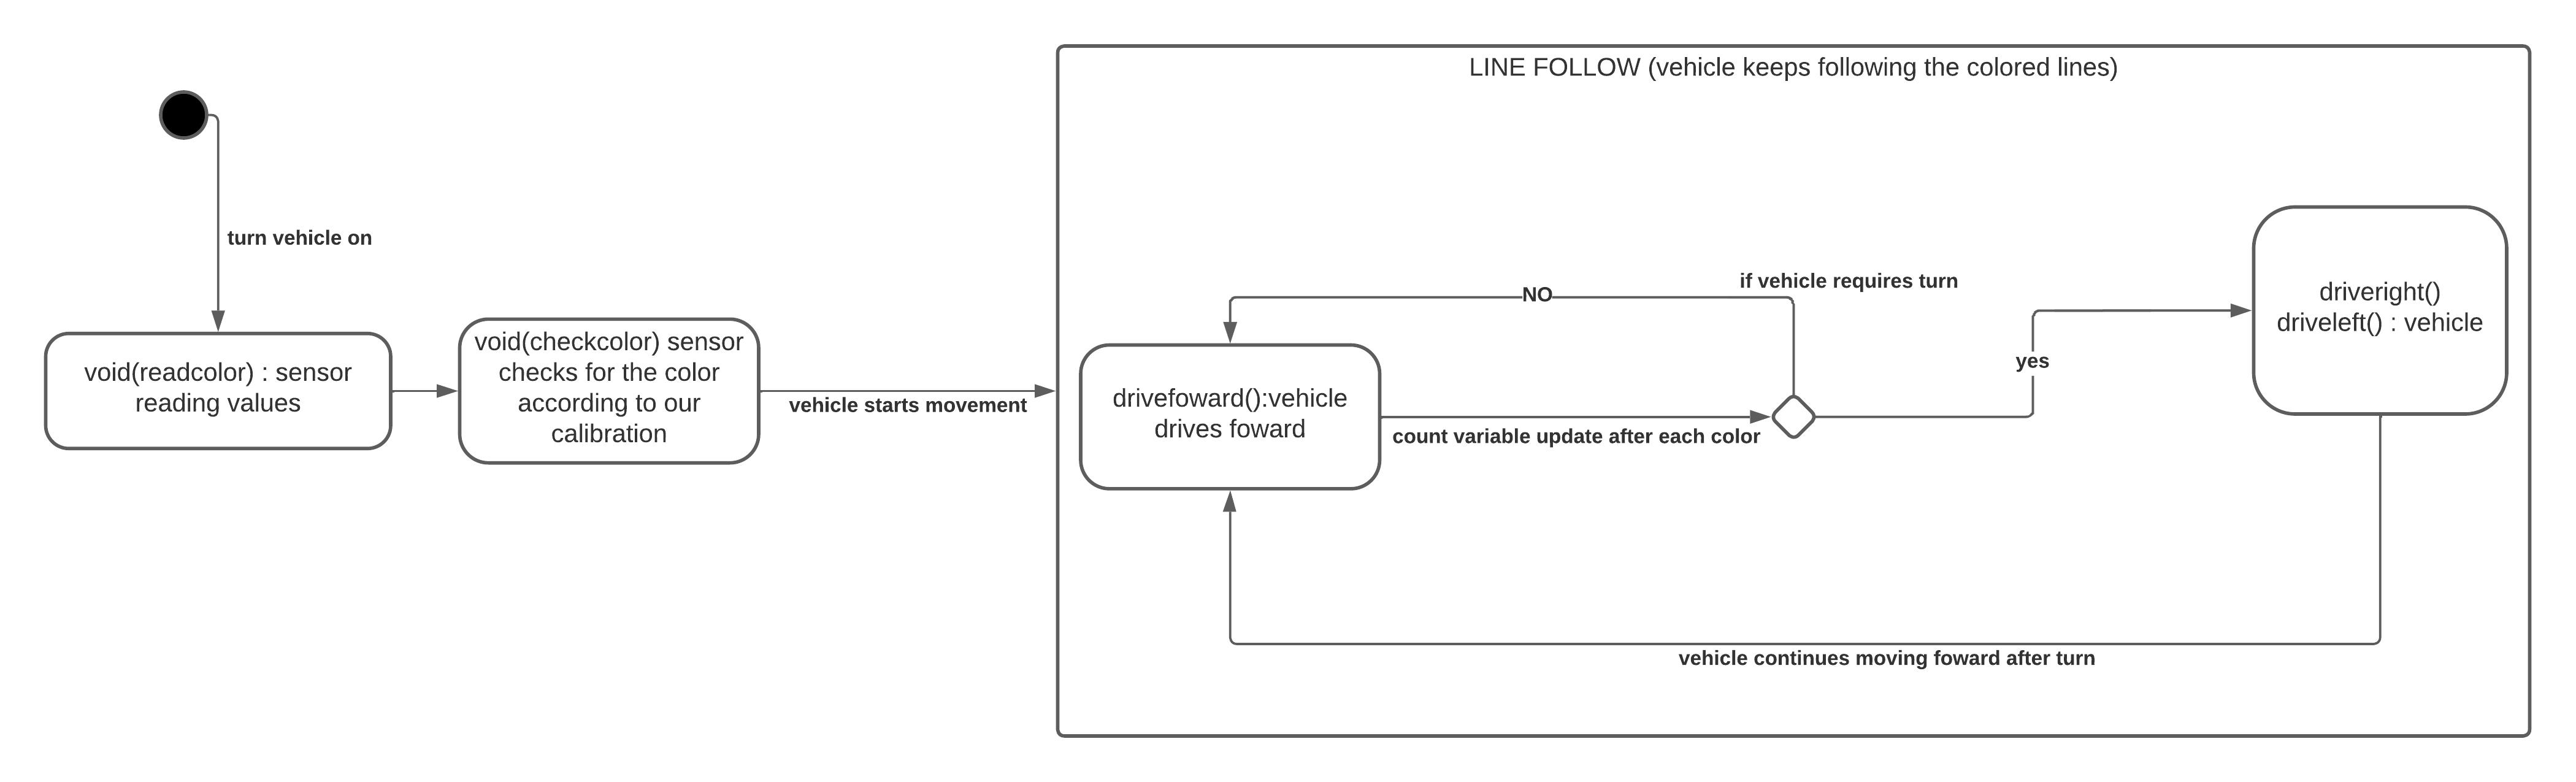 LINE FOLLOW (vehicle keeps following the colored lines)
turn vehicle on
void(readcolor) : sensor
reading values
void(checkcolor) sensor
checks for the color
according to our
calibration
vehicle starts movement
drivefoward():vehicle
drives foward
count variable update after each color
NO
if vehicle requires turn
yes
driveright()
driveleft() : vehicle
vehicle continues moving foward after turn